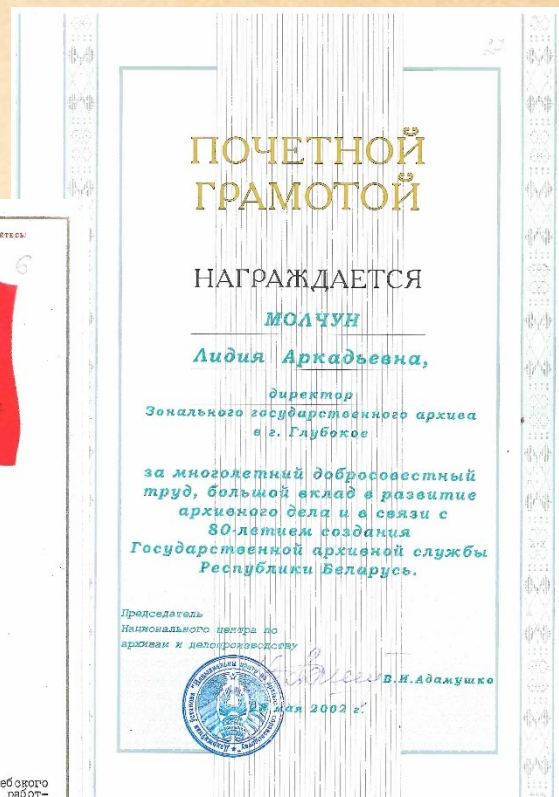 ПОЧЕТНОЙ
ГРАМОТОЙ
НАГРАЖДАЕТСЯ
МОЛЧУН
Лидия Аркадьевна,
директор
Зонального государственного архива
в г. Глубокое
за многолетний добросовестный
труд, большой вклад в развитие
архивного дела и в связи с
80-летием создания
Государственной архивной службы
Республики Беларусь.
Председатель
Национального центра по
архивам и делопроизводству
В.И.Адамушко
мая 2002 г.
6